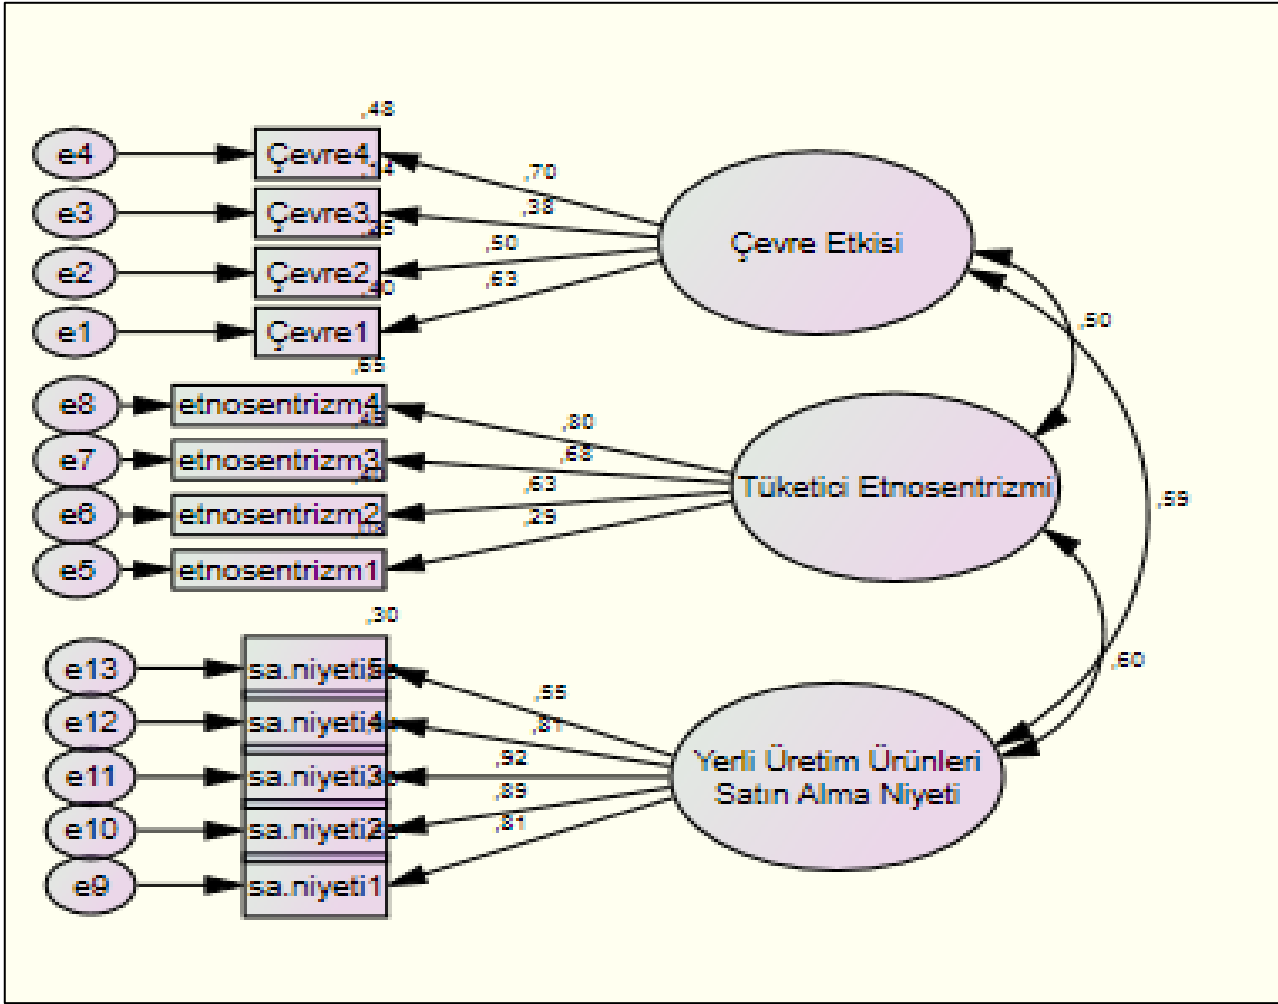 ,48
e4 Çevre4 ,70
,14
e3 Çevre3 ,38
,25
e2 Çevre2 ,50
,40
e1 Çevre1 ,63
Çevre Etkisi
,50
,65
e8 etnosentrizm4 ,80
e7 etnosentrizm3 ,68
e6 etnosentrizm2 ,63
e5 etnosentrizm1 ,29
Tüketici Etnosentrizmi
,59
,30
e13 sa.niyeti5 ,55
e12 sa.niyeti4 ,81
e11 sa.niyeti3 ,92
e10 sa.niyeti2 ,89
e9 sa.niyeti1 ,81
Yerli Üretim Ürünleri
Satın Alma Niyeti
,60